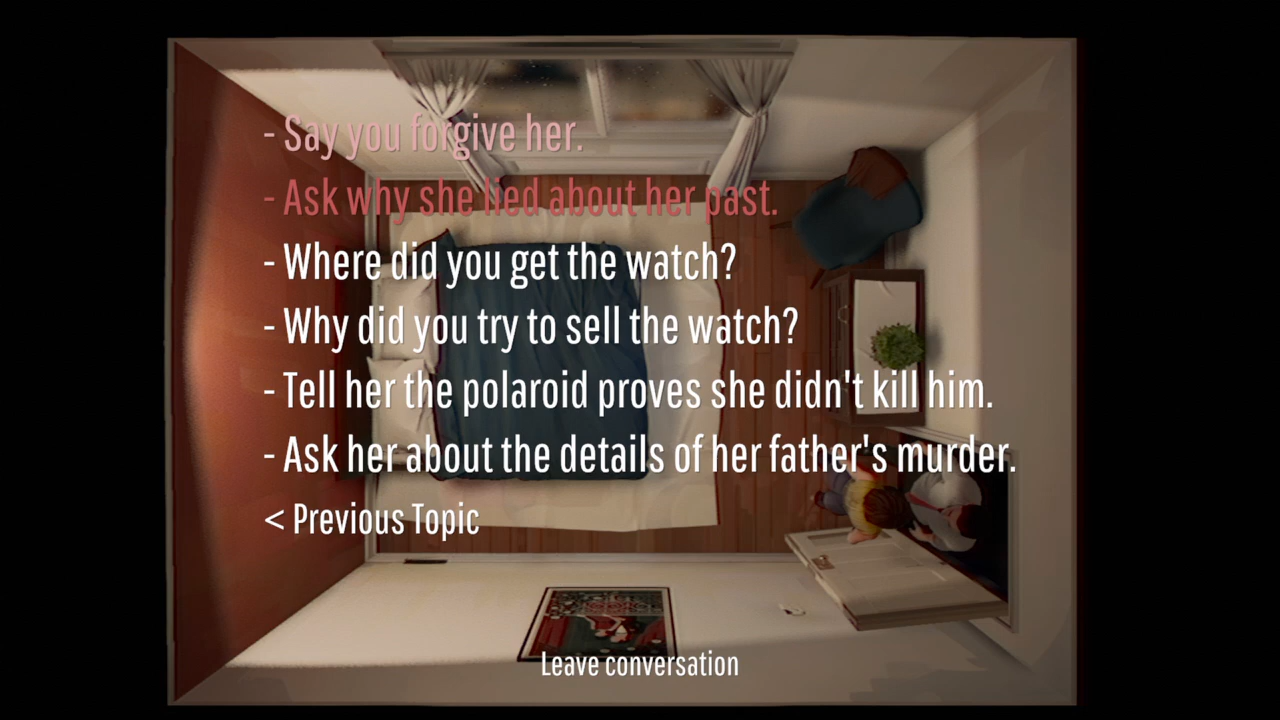 - Say you forgive her.
- Ask why she lied about her past.
- Where did you get the watch?
- Why did you try to sell the watch?
- Tell her the polaroid proves she didn't kill him.
- Ask her about the details of her father's murder.
< Previous Topic
Leave conversation